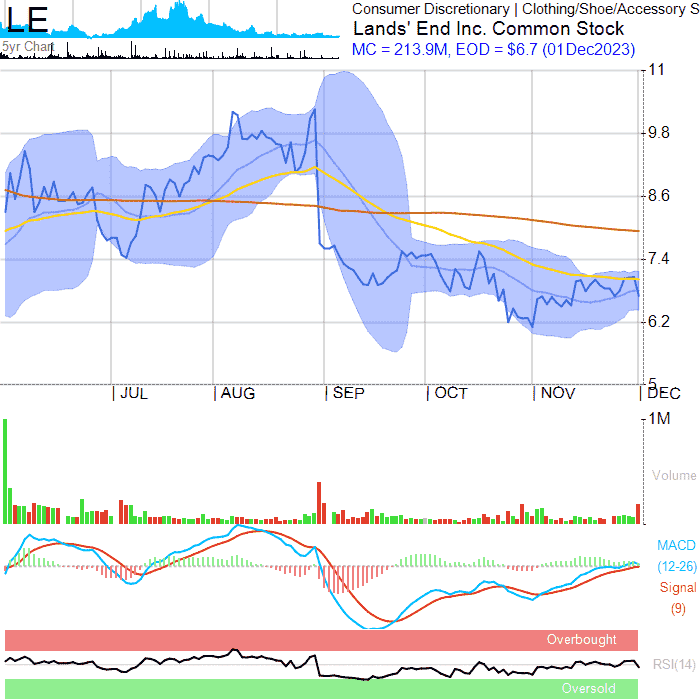 LE
5yr Chart
Consumer Discretionary | Clothing/Shoe/Accessory S
Lands' End Inc. Common Stock
MC = 213.9M, EOD = $6.7 (01Dec2023)
11
9.8
8.6
7.4
6.2
5
JUL
AUG
SEP
OCT
NOV
DEC
1M
Volume
MACD
(12-26)
Signal
(9)
Overbought
RSI(14)
Oversold